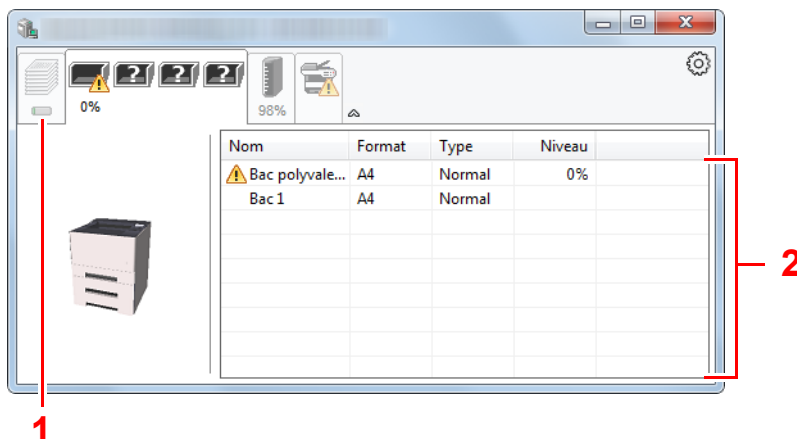 ? ? ?
0%
98%
Nom Format Type Niveau
Bac polyvale... A4 Normal 0%
Bac 1 A4 Normal
2
1